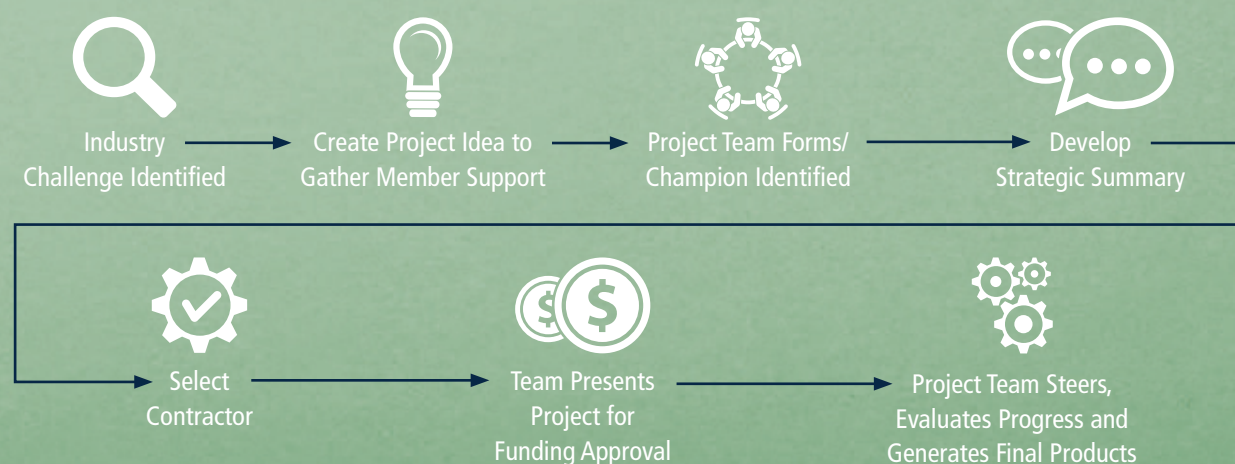 Industry
Challenge Identified
Create Project Idea to
Gather Member Support
Project Team Forms/
Champion Identified
Develop
Strategic Summary
Select
Contractor
$ $
Team Presents
Project for
Funding Approval
Project Team Steers,
Evaluates Progress and
Generates Final Products